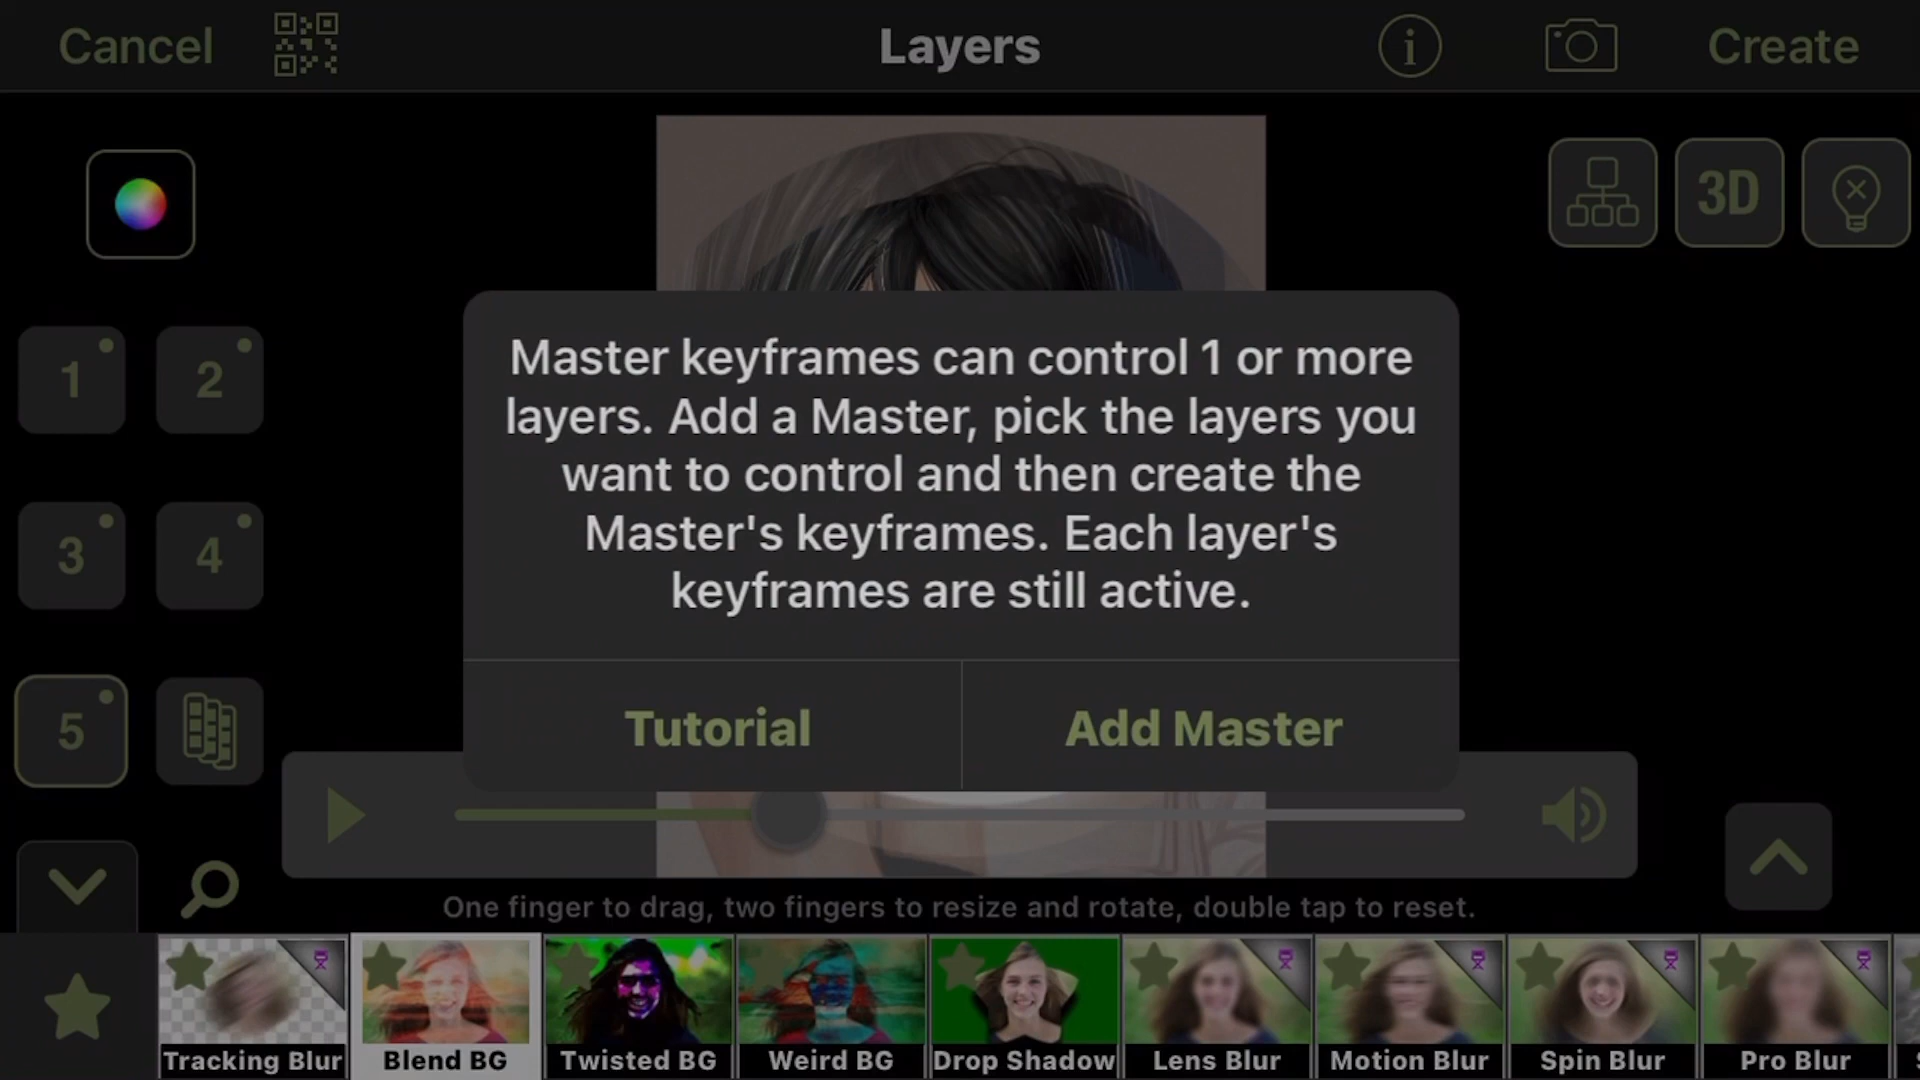 Cancel
Layers
Create
3D
1
2
3
4
5
Master keyframes can control 1 or more
layers. Add a Master, pick the layers you
want to control and then create the
Master's keyframes. Each layer's
keyframes are still active.
Tutorial
Add Master
One finger to drag, two fingers to resize and rotate, double tap to reset.
Tracking Blur
Blend BG
Twisted BG
Weird BG
Drop Shadow
Lens Blur
Motion Blur
Spin Blur
Pro Blur